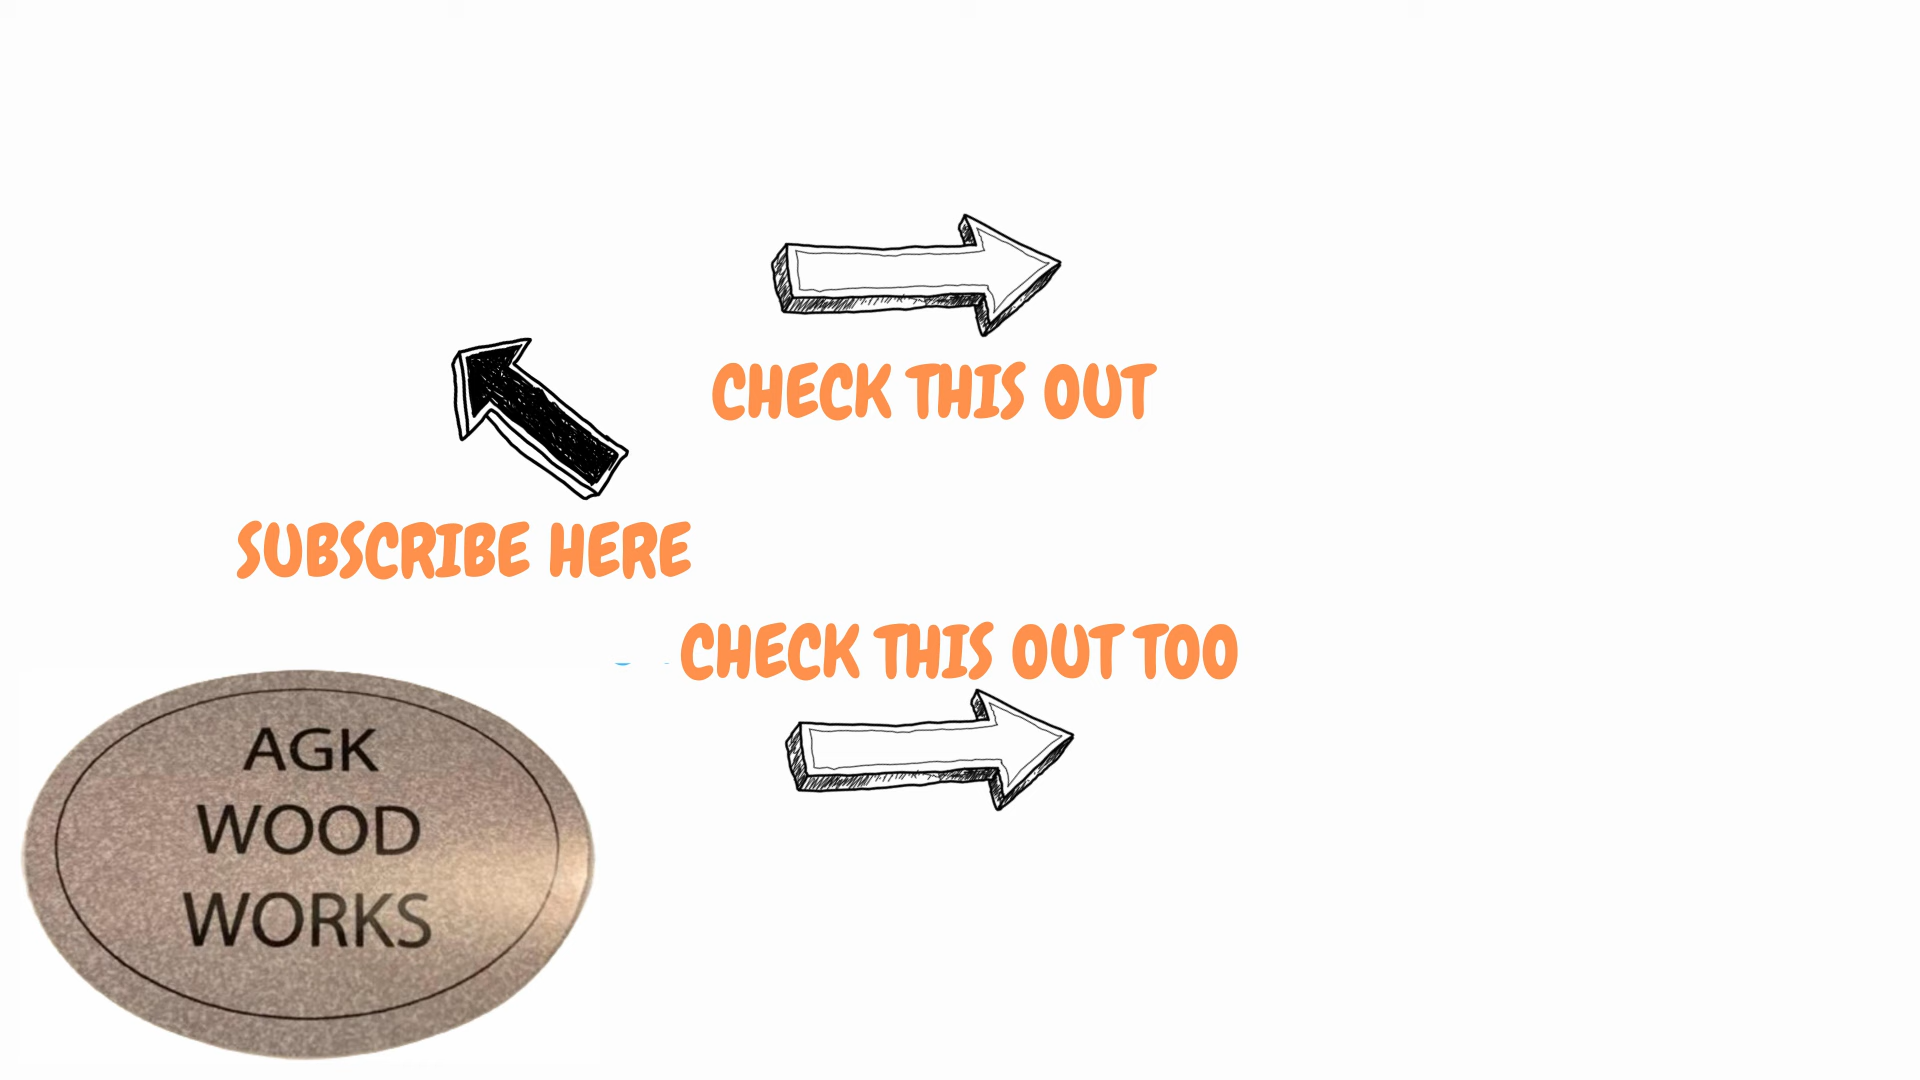 CHECK THIS OUT
SUBSCRIBE HERE
CHECK THIS OUT TOO
AGK
WOOD
WORKS